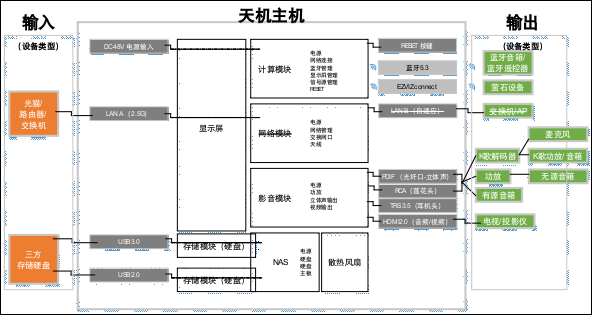 输入
天机主机
输出
(设备类型)
(设备类型)
DC48V 电源输入
LAN A (2.5G)
USB3.0
USB2.0
光猫/
路由器/
交换机
三方
存储硬盘
显示屏
计算模块
电源
网络连接
蓝牙管理
显示屏管理
信号源管理
RESET
网络模块
电源
网络管理
交换网口
天线
影音模块
电源
功放
立体声输出
视频输出
存储模块 (硬盘)
存储模块 (硬盘)
NAS
电源
硬盘
硬盘
主板
散热风扇
RESET 按键
蓝牙5.3
EZVIZconnect
LAN B (自适应)
PDIF (光纤口-立体声)
RCA (莲花头)
TRS3.5 (耳机头)
HDMI2.0 (音频/视频)
蓝牙音箱/
蓝牙遥控器
萤石设备
交换机/AP
麦克风
K歌解码器
K歌功放/音箱
功放
无源音箱
有源音箱
电视/投影仪